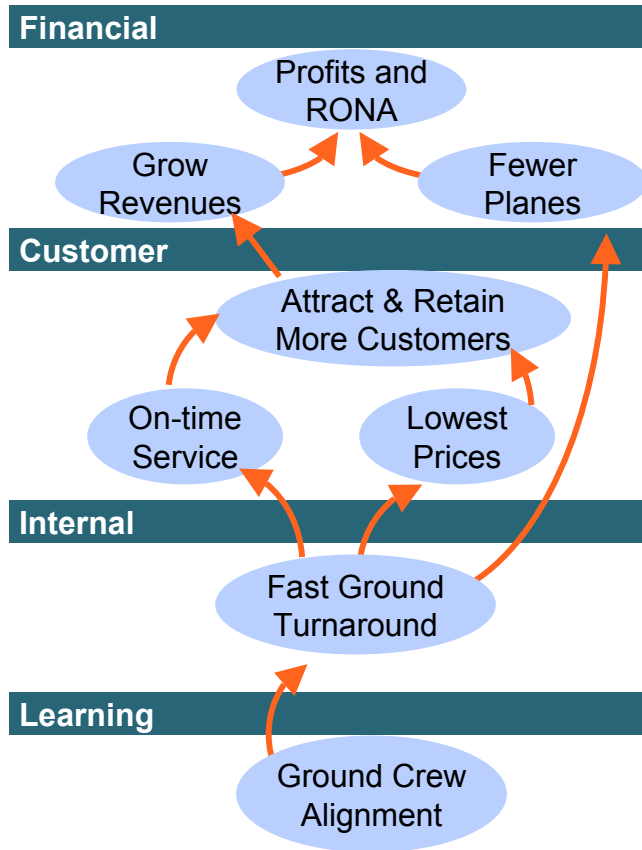 Financial
Profits and
RONA
Grow
Revenues
Fewer
Planes
Customer
Attract & Retain
More Customers
On-time
Service
Lowest
Prices
Internal
Fast Ground
Turnaround
Learning
Ground Crew
Alignment